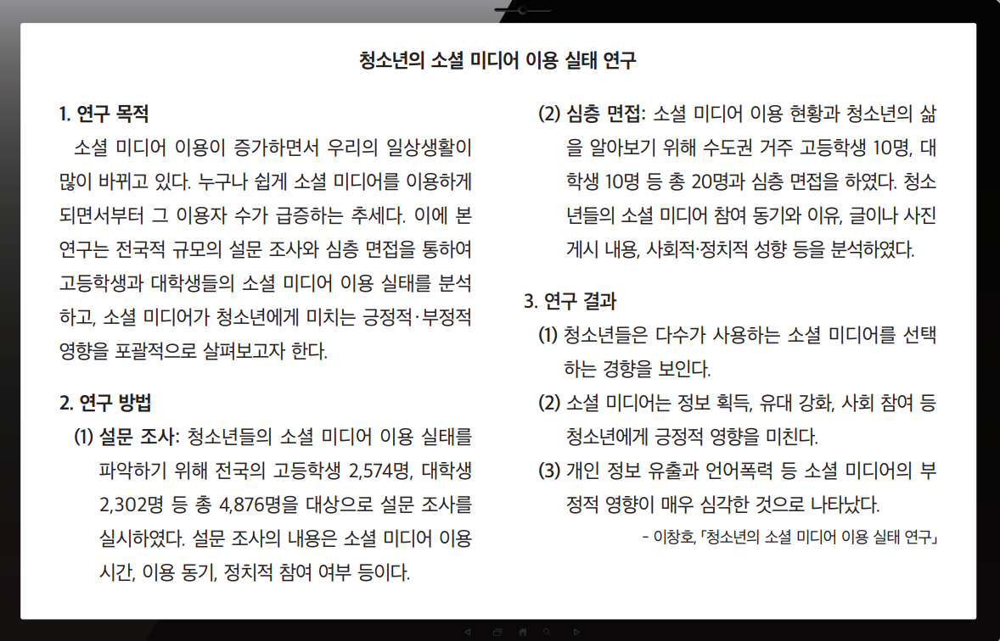 청소년의 소셜 미디어 이용 실태 연구
1. 연구 목적
소셜 미디어 이용이 증가하면서 우리의 일상생활이
많이 바뀌고 있다. 누구나 쉽게 소셜 미디어를 이용하게
되면서부터 그 이용자 수가 급증하는 추세다. 이에 본
연구는 전국적 규모의 설문 조사와 심층 면접을 통하여
고등학생과 대학생들의 소셜 미디어 이용 실태를 분석
하고, 소셜 미디어가 청소년에게 미치는 긍정적·부정적
영향을 포괄적으로 살펴보고자 한다.
2. 연구 방법
(1) 설문 조사: 청소년들의 소셜 미디어 이용 실태를
파악하기 위해 전국의 고등학생 2,574명, 대학생
2,302명 등 총 4,876명을 대상으로 설문 조사를
실시하였다. 설문 조사의 내용은 소셜 미디어 이용
시간, 이용 동기, 정치적 참여 여부 등이다.
(2) 심층 면접: 소셜 미디어 이용 현황과 청소년의 삶
을 알아보기 위해 수도권 거주 고등학생 10명, 대
학생 10명 등 총 20명과 심층 면접을 하였다. 청소
년들의 소셜 미디어 참여 동기와 이유, 글이나 사진
게시 내용, 사회적·정치적 성향 등을 분석하였다.
3. 연구 결과
(1) 청소년들은 다수가 사용하는 소셜 미디어를 선택
하는 경향을 보인다.
(2) 소셜 미디어는 정보 획득, 유대 강화, 사회 참여 등
청소년에게 긍정적 영향을 미친다.
(3) 개인 정보 유출과 언어폭력 등 소셜 미디어의 부
정적 영향이 매우 심각한 것으로 나타났다.
- 이창호, 「청소년의 소셜 미디어 이용 실태 연구」